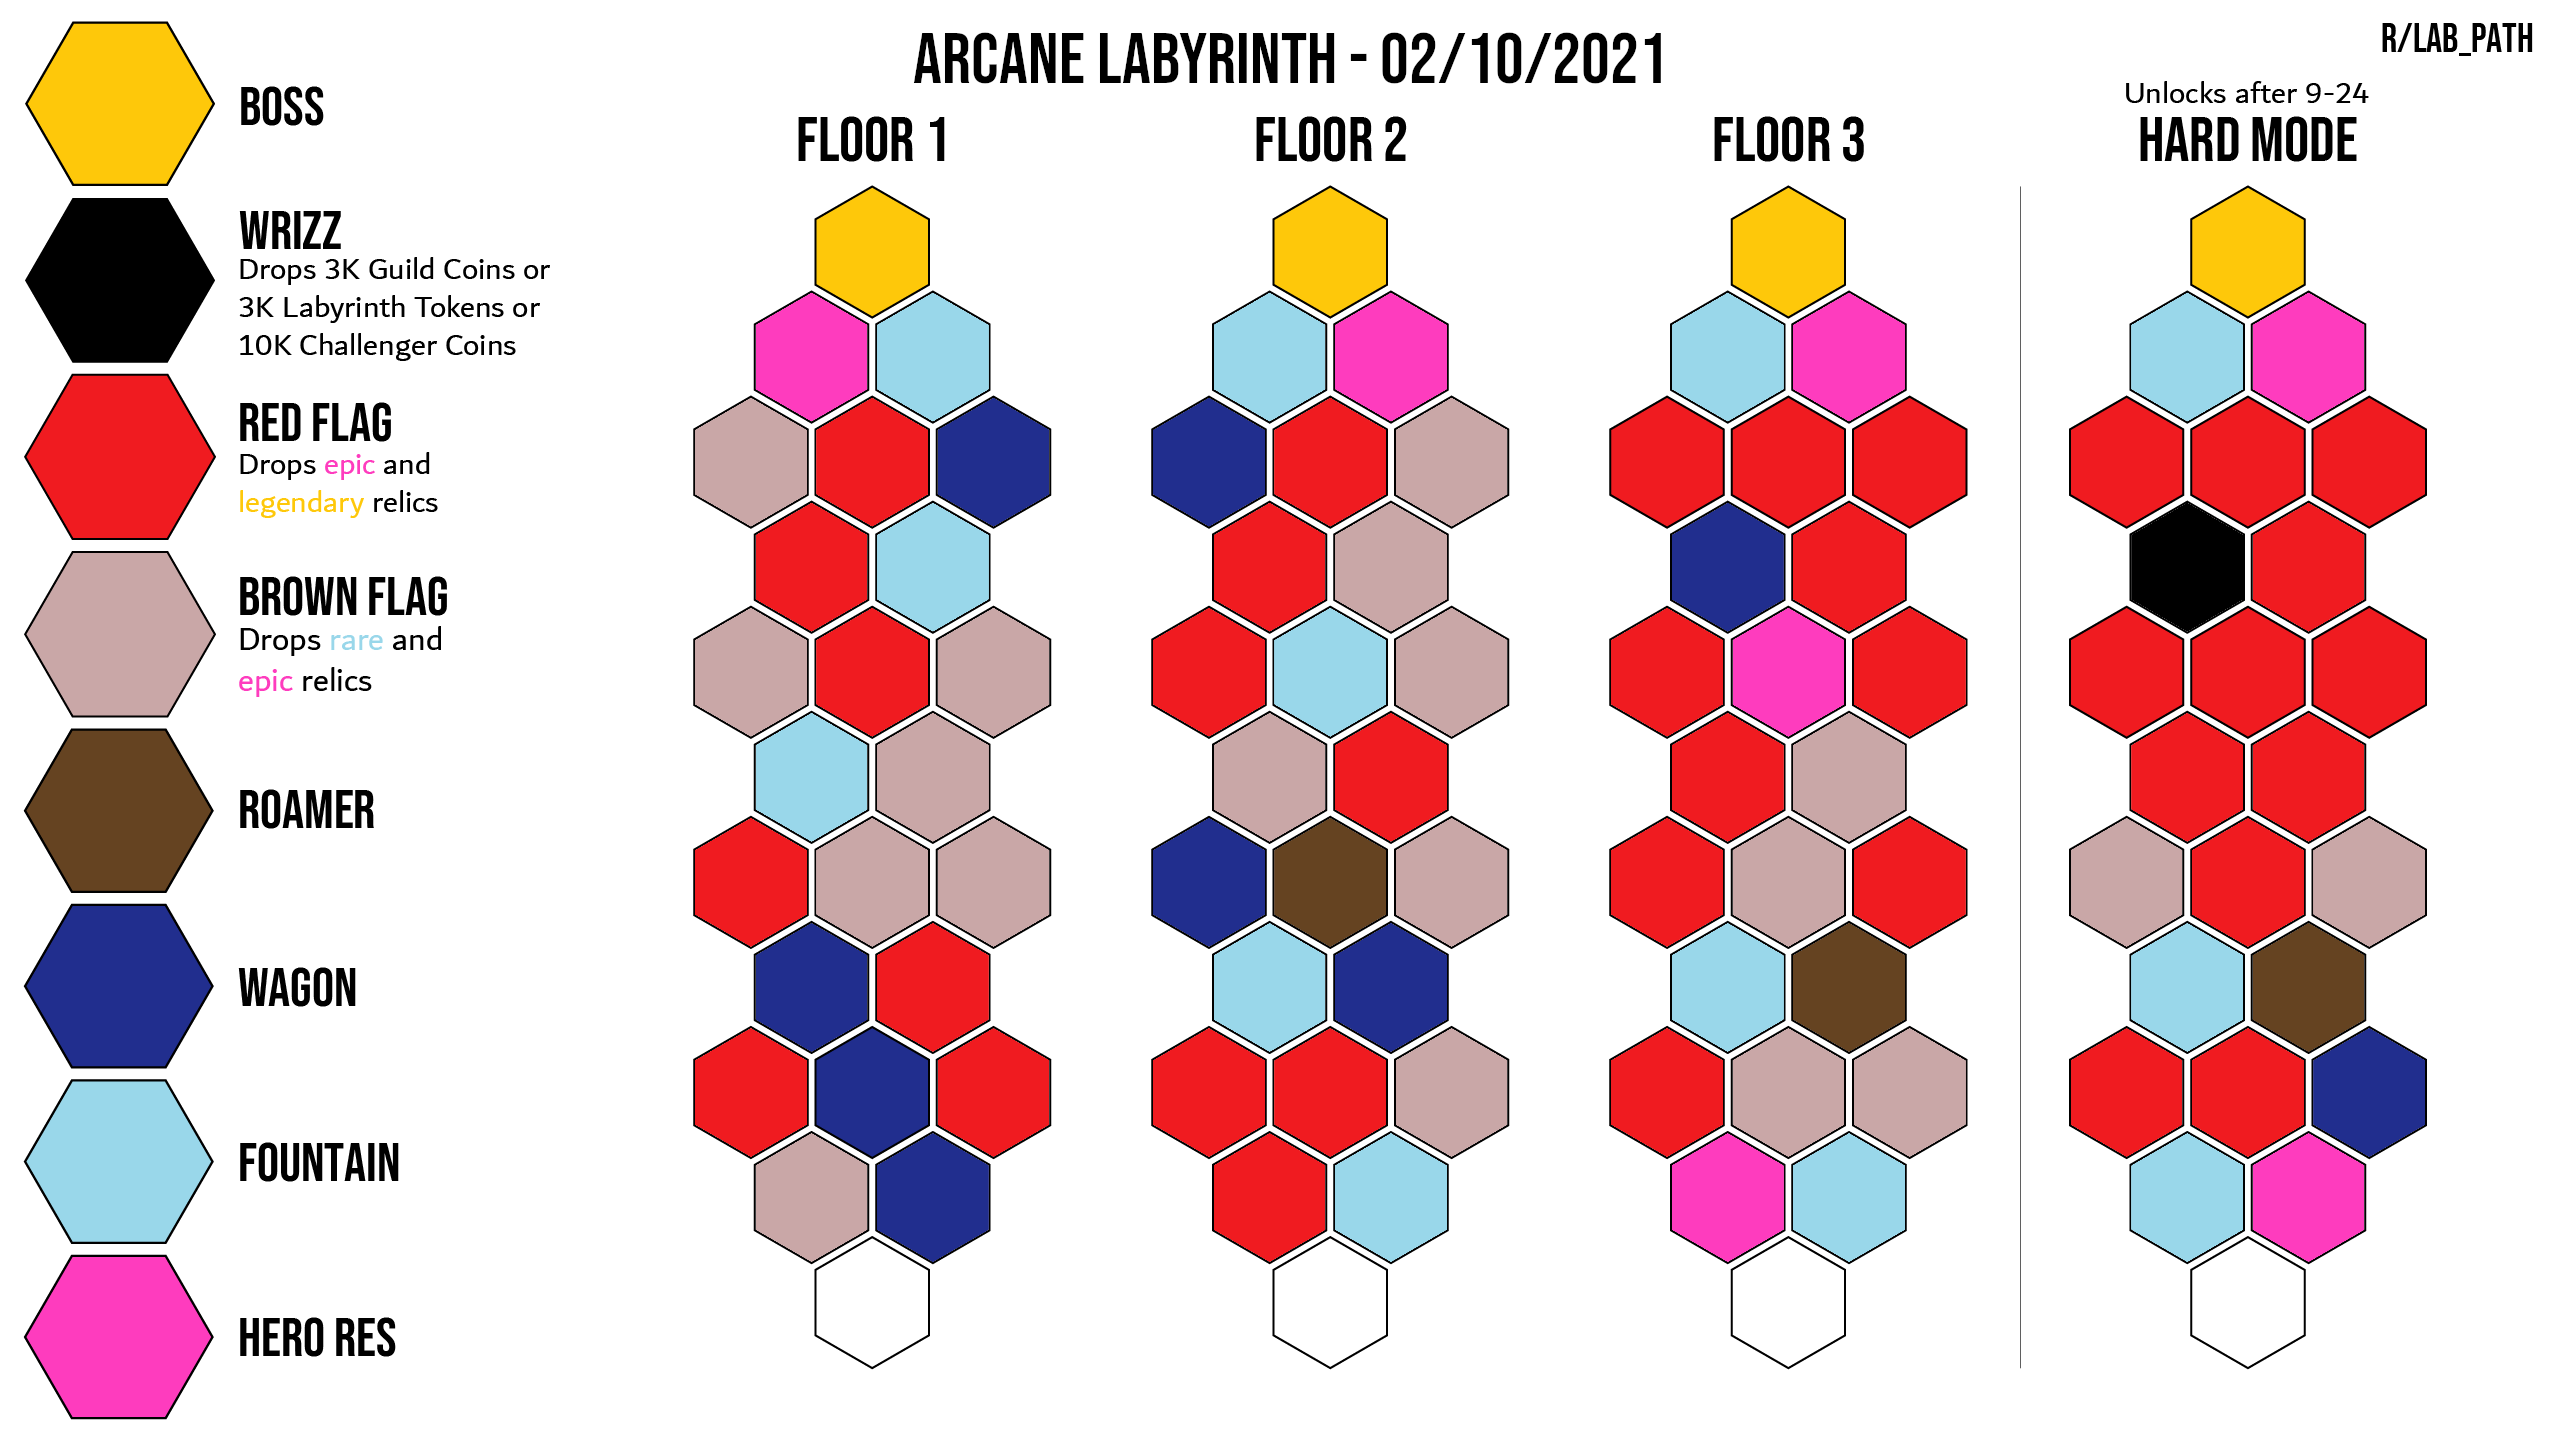 ARCANE LABYRINTH - 02/10/2021
R/LAB_PATH
BOSS
WRIZZ
Drops 3K Guild Coins or
3K Labyrinth Tokens or
10K Challenger Coins
RED FLAG
Drops epic and
legendary relics
BROWN FLAG
Drops rare and
epic relics
ROAMER
WAGON
FOUNTAIN
HERO RES
FLOOR 1
FLOOR 2
FLOOR 3
Unlocks after 9-24
HARD MODE